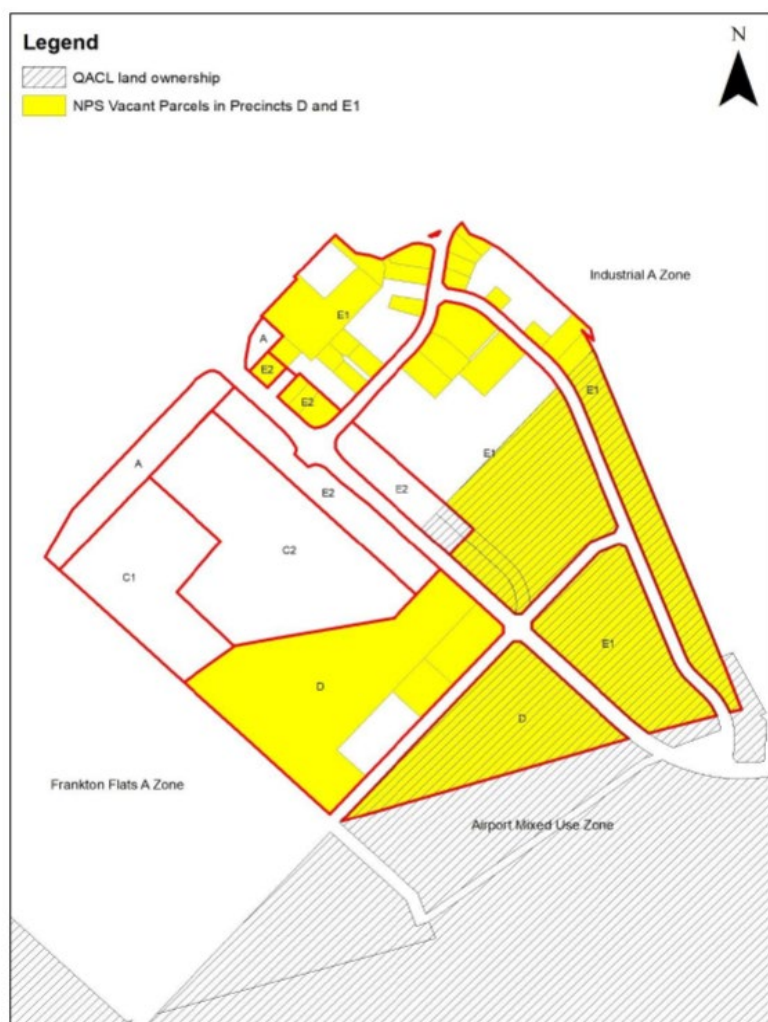 Legend
N
QACL land ownership
NPS Vacant Parcels in Precincts D and E1
Industrial A Zone
E1
A
E2
E1
E2
E1
A
E2
E2
C2
C1
E1
D
D
Frankton Flats A Zone
Airport Mixed Use Zone